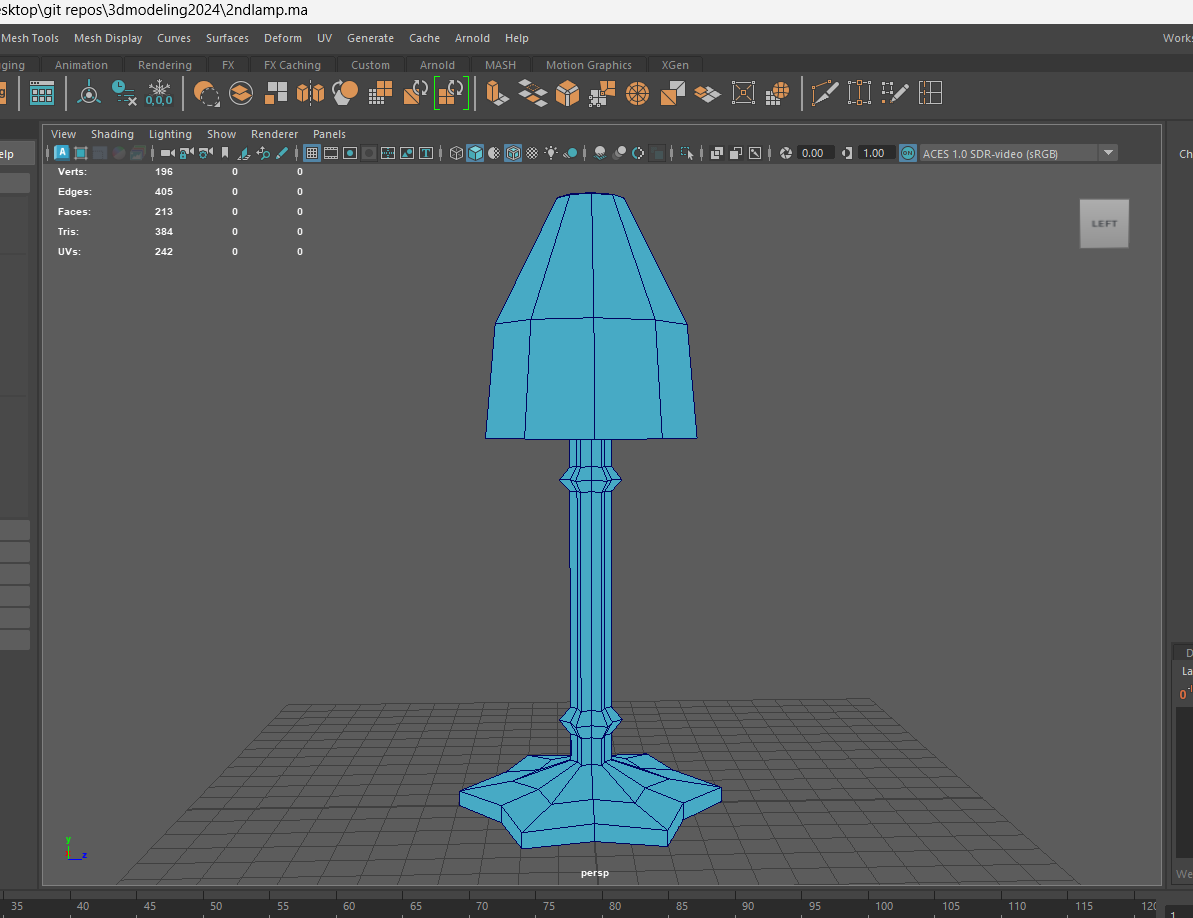 esktop\git repos\3dmodeling2024\2ndlamp.ma
Mesh Tools Mesh Display Curves Surfaces Deform UV Generate Cache Arnold Help Works
ging Animation Rendering FX FX Caching Custom Arnold MASH Motion Graphics XGen
0,0,0
elp View Shading Lighting Show Renderer Panels Ch
A T 0.00 1.00 ON ACES 1.0 SDR-video (sRGB)
Verts: 196 0 0
Edges: 405 0 0
Faces: 213 0 0
Tris: 384 0 0
UVs: 242 0 0
LEFT
D
La
0
y
z
persp
We
35 40 45 50 55 60 65 70 75 80 85 90 95 100 105 110 115 120
1